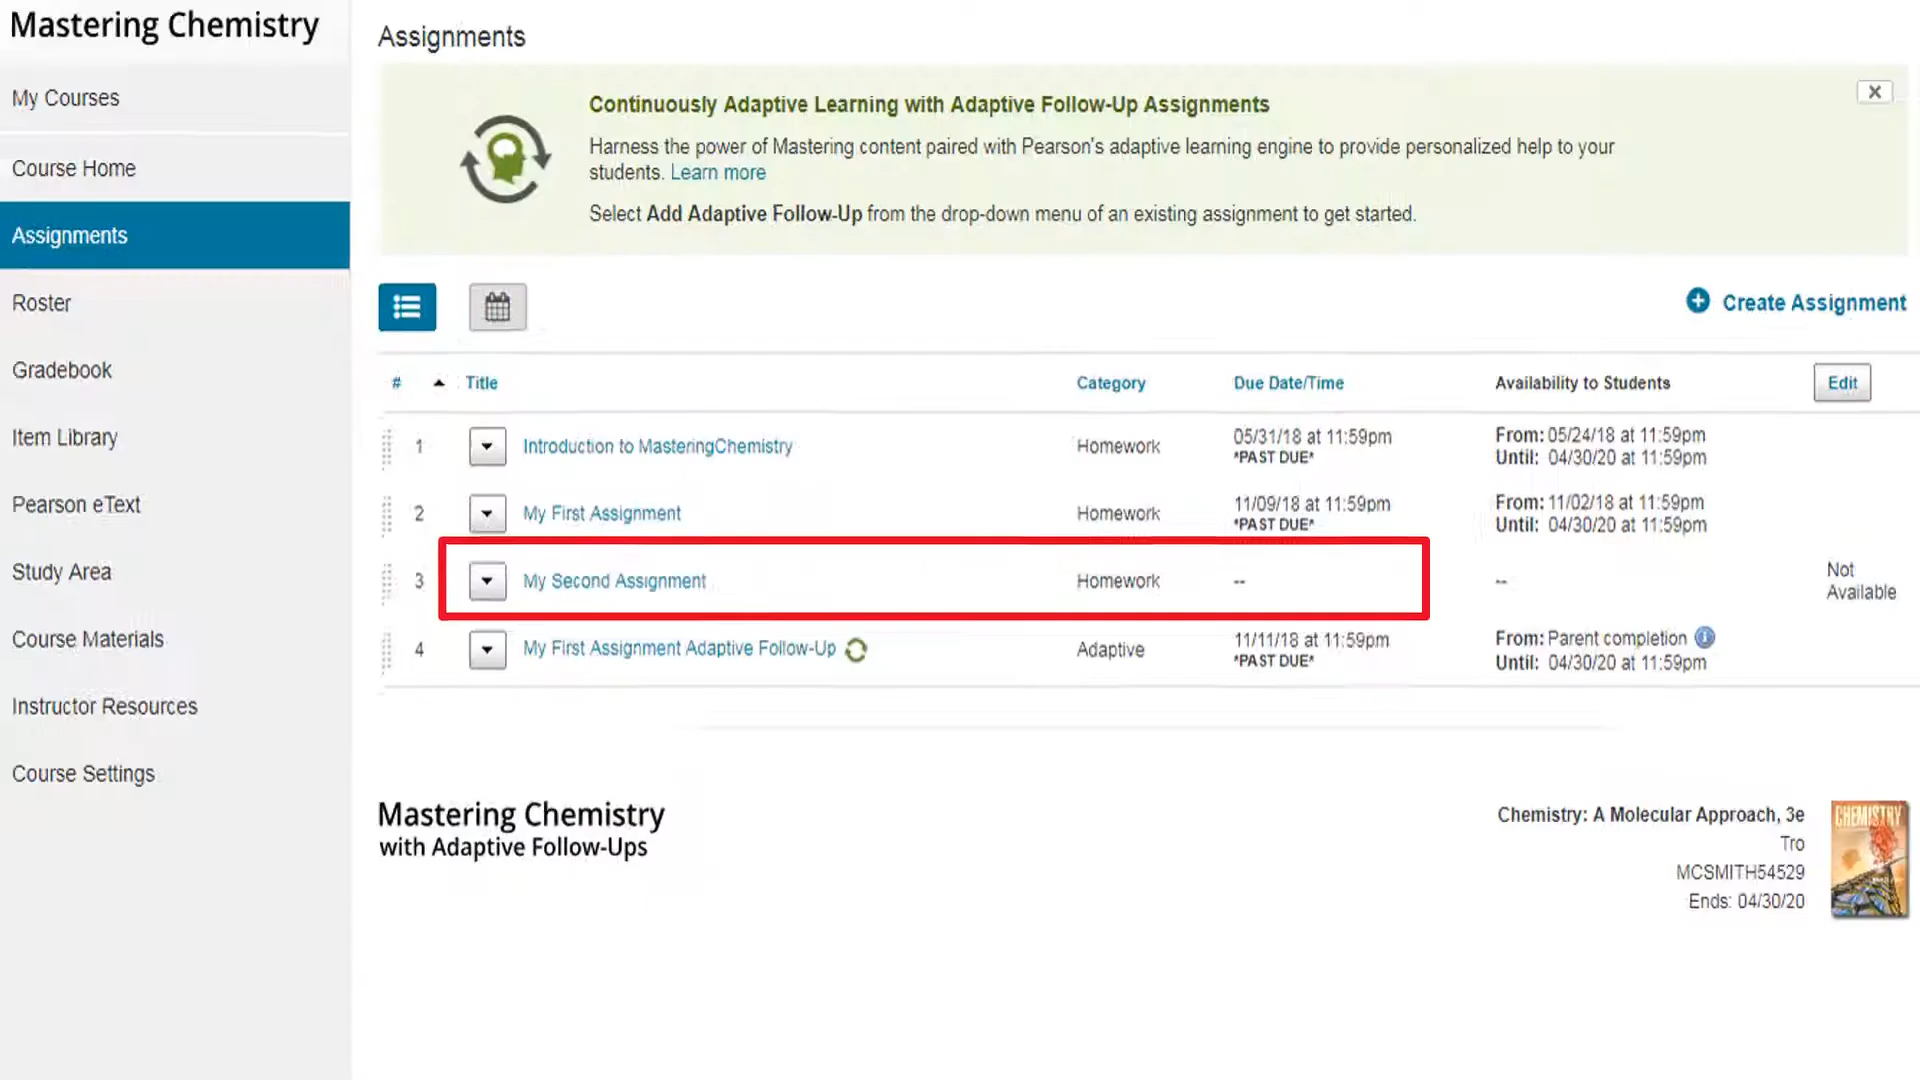 Mastering Chemistry
My Courses
Course Home
Assignments
Roster
Gradebook
Item Library
Pearson eText
Study Area
Course Materials
Instructor Resources
Course Settings
Assignments
Continuously Adaptive Learning with Adaptive Follow-Up Assignments
Harness the power of Mastering content paired with Pearson's adaptive learning engine to provide personalized help to your
students. Learn more
Select Add Adaptive Follow-Up from the drop-down menu of an existing assignment to get started.
Create Assignment
# Title Category Due Date/Time Availability to Students Edit
1 Introduction to MasteringChemistry Homework 05/31/18 at 11:59pm From: 05/24/18 at 11:59pm
*PAST DUE* Until: 04/30/20 at 11:59pm
2 My First Assignment Homework 11/09/18 at 11:59pm From: 11/02/18 at 11:59pm
*PAST DUE* Until: 04/30/20 at 11:59pm
3 My Second Assignment Homework -- -- Not
Available
4 My First Assignment Adaptive Follow-Up Adaptive 11/11/18 at 11:59pm From: Parent completion
*PAST DUE* Until: 04/30/20 at 11:59pm
Mastering Chemistry
with Adaptive Follow-Ups
Chemistry: A Molecular Approach, 3e
Tro
MCSMITH54529
Ends: 04/30/20
CHEMISTRY